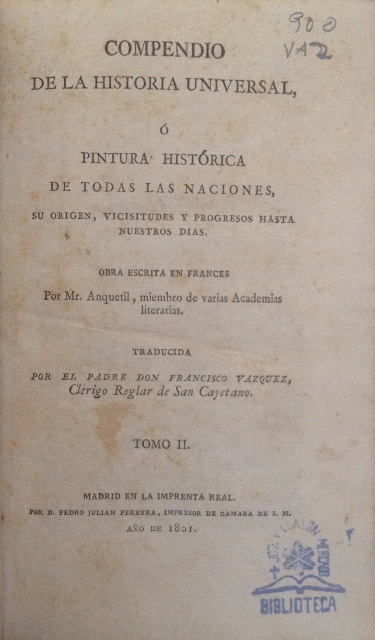 900
VAZ
COMPENDIO
DE LA HISTORIA UNIVERSAL,
Ó
PINTURA HISTÓRICA
DE TODAS LAS NACIONES,
SU ORIGEN, VICISITUDES Y PROGRESOS HASTA
NUESTROS DIAS.
OBRA ESCRITA EN FRANCES
Por Mr. Anquetil, miembro de varias Academias
literarias.
TRADUCIDA
POR EL PADRE DON FRANCISCO VAZQUEZ,
Clérigo Reglar de San Cayetano.
TOMO II.
MADRID EN LA IMPRENTA REAL.
POR D. PEDRO JULIAN PEREYRA, IMPRESOR DE CAMARA DE S. M.
AÑO DE 1801.
BIBLIOTECA